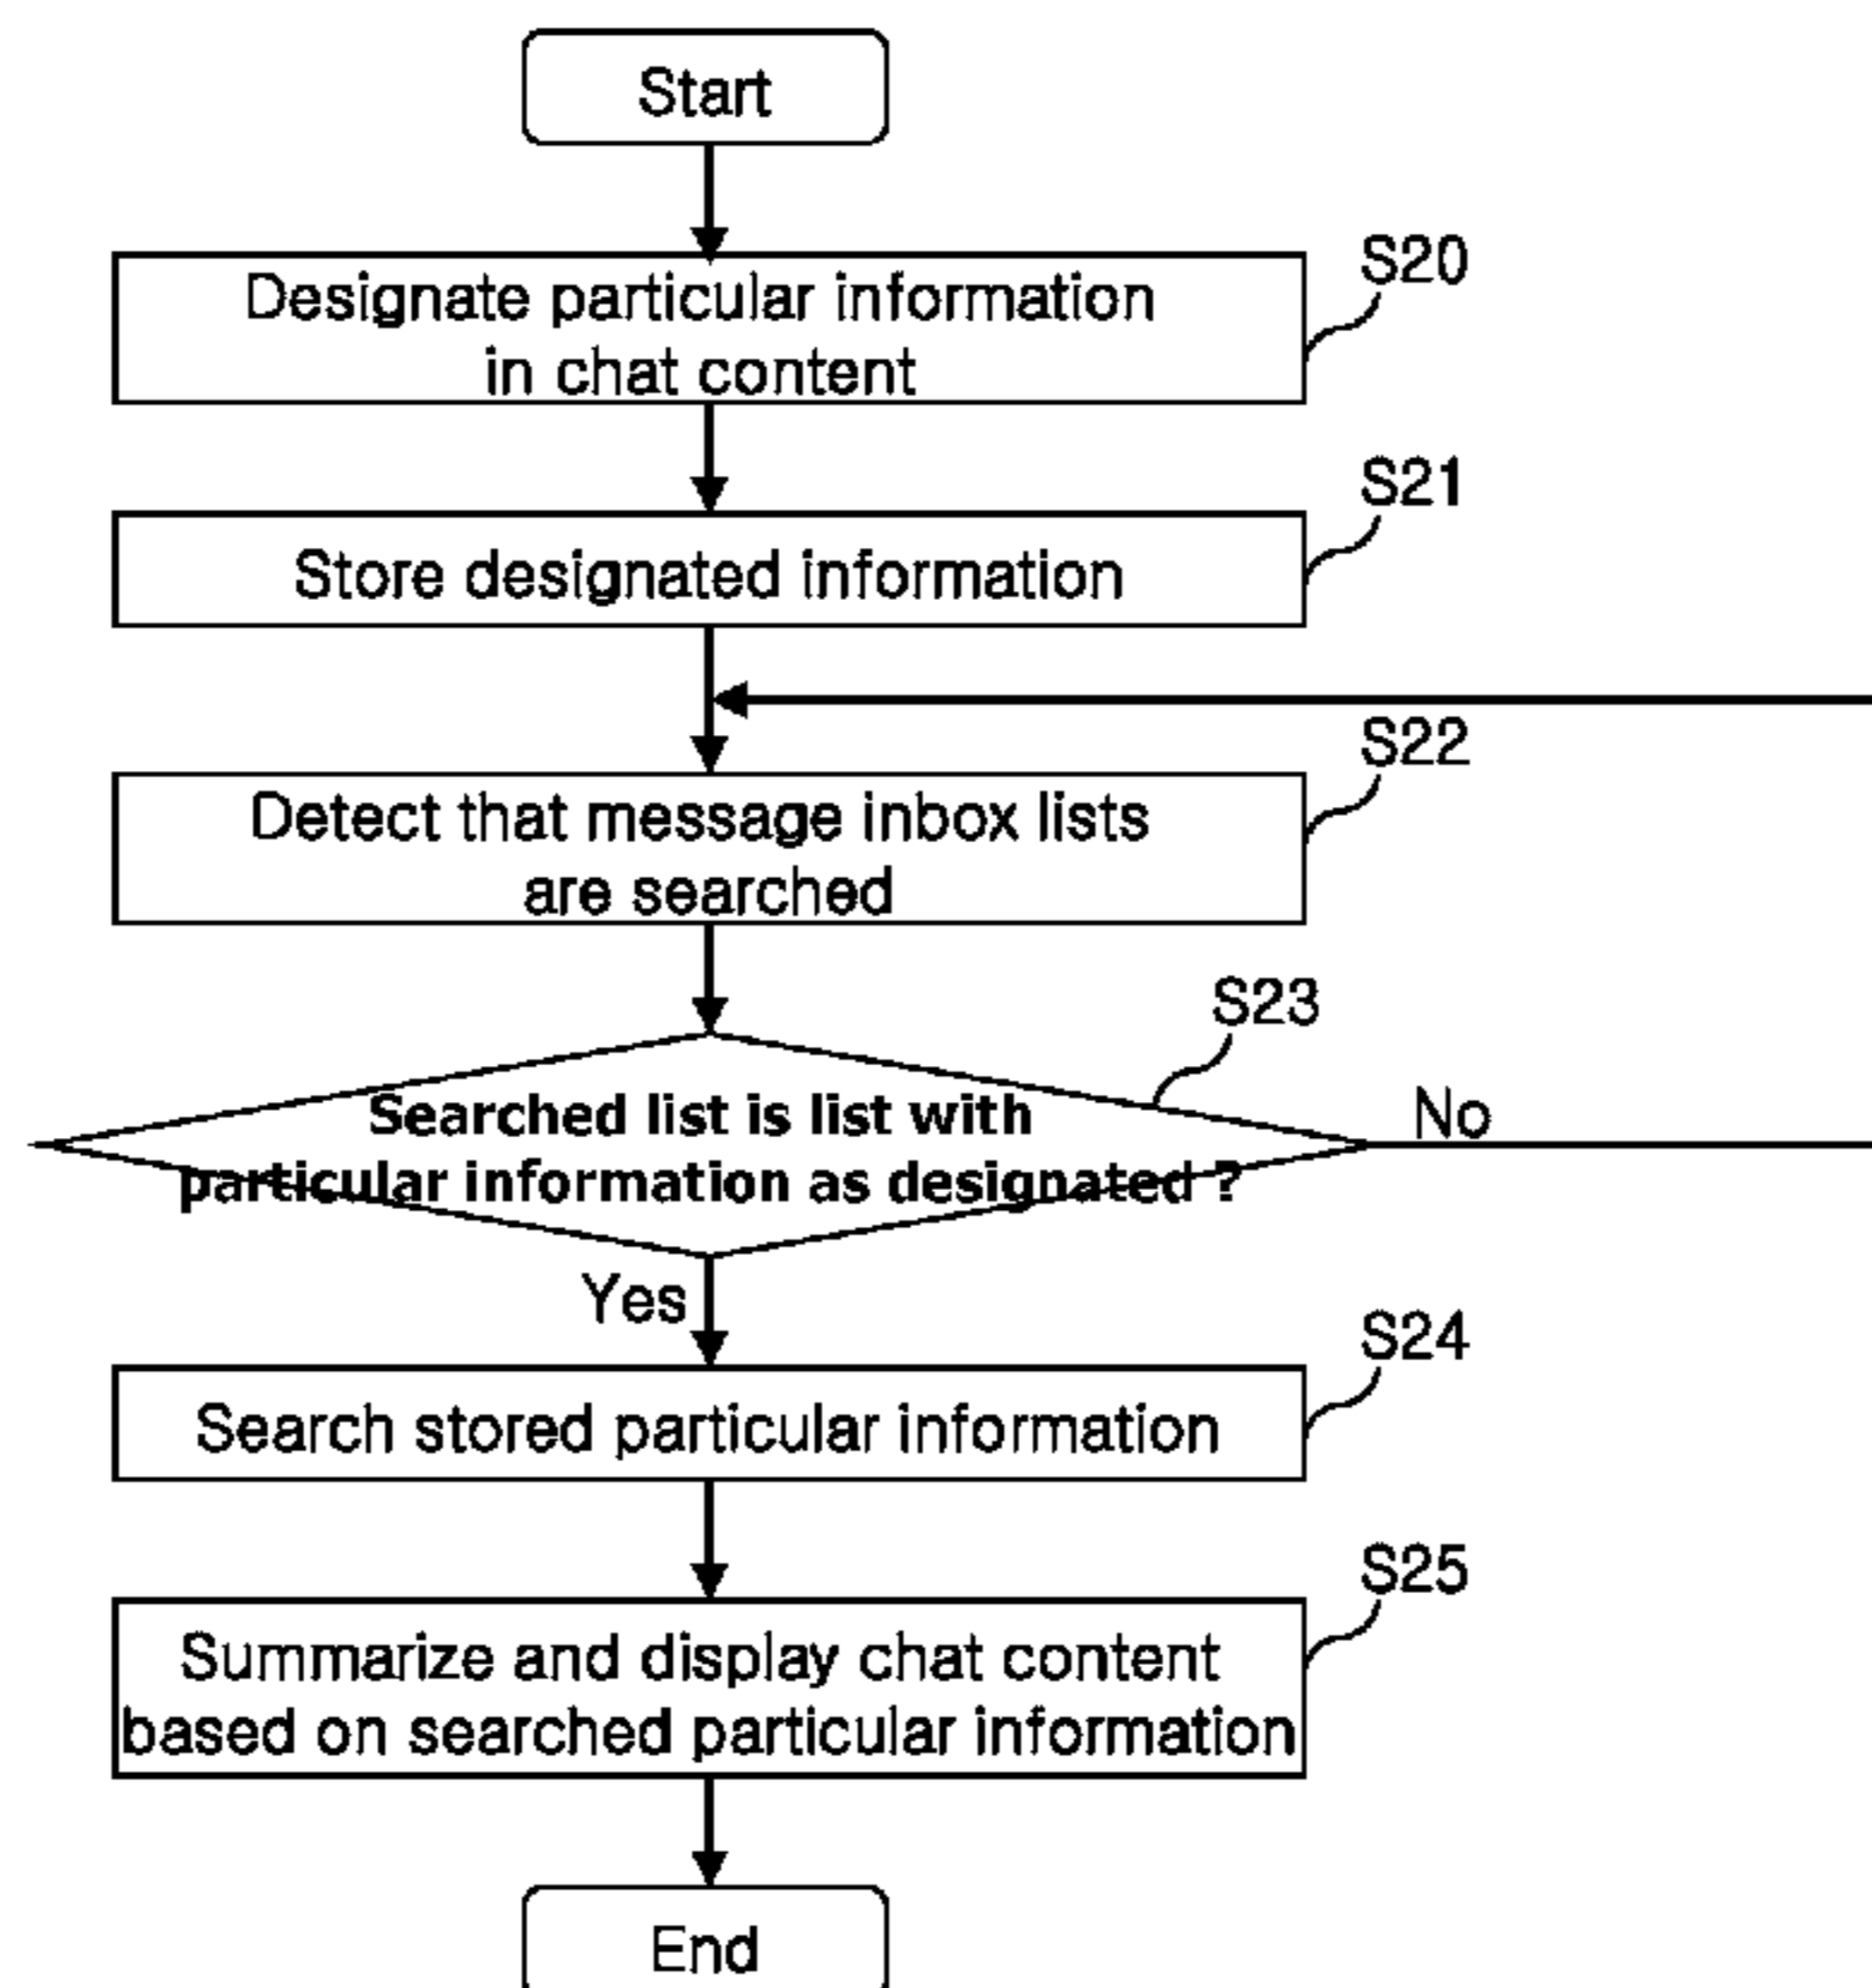 Start
S20
Designate particular information
in chat content
S21
Store designated information
S22
Detect that message inbox lists
are searched
S23
Searched list is list with
particular information as designated ?
No
Yes
S24
Search stored particular information
S25
Summarize and display chat content
based on searched particular information
End